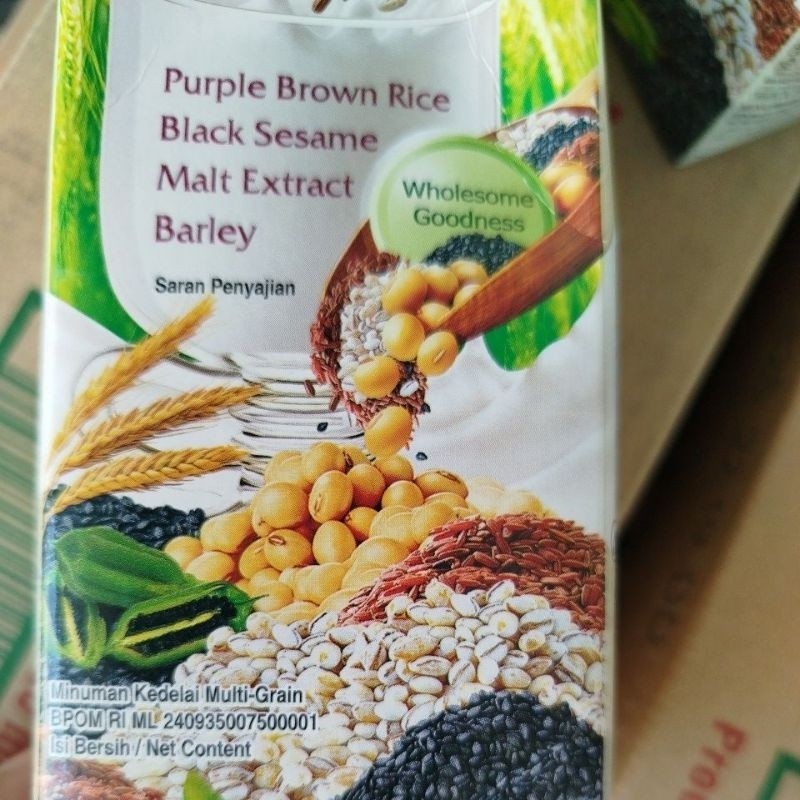 Purple Brown Rice
Black Sesame
Malt Extract
Barley
Wholesome
Goodness
Saran Penyajian
Minuman Kedelai Multi-Grain
BPOM RI ML 240935007500001
Isi Bersih / Net Content